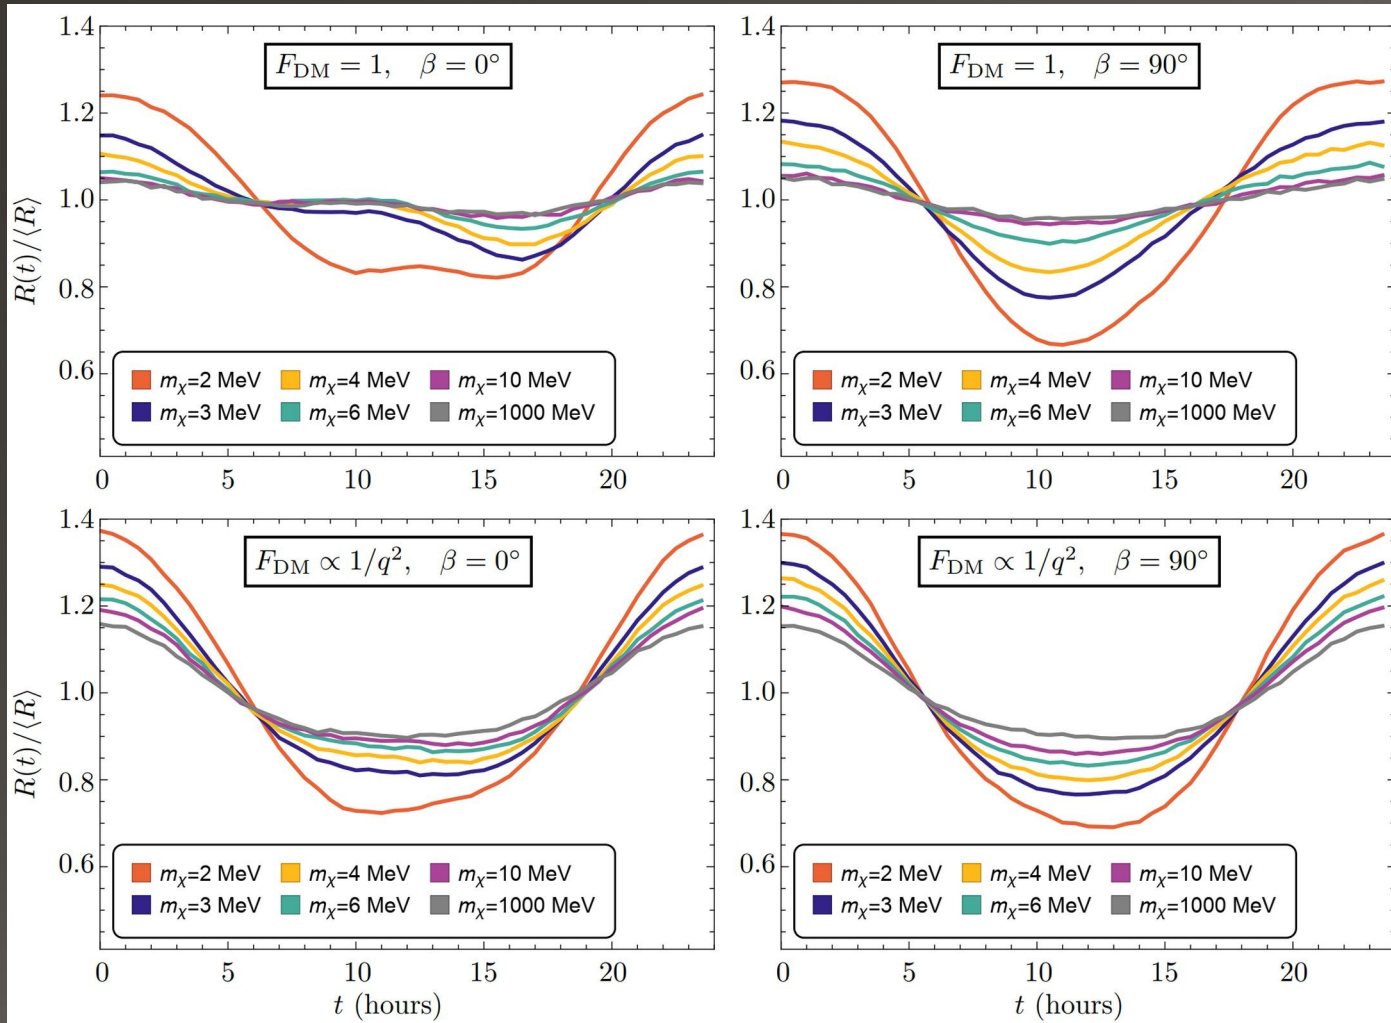 F_DM = 1, β = 0°
1.4
1.2
1.0
0.8
0.6
R(t)/⟨R⟩
m_χ=2 MeV m_χ=4 MeV m_χ=10 MeV
m_χ=3 MeV m_χ=6 MeV m_χ=1000 MeV
0 5 10 15 20
F_DM = 1, β = 90°
1.4
1.2
1.0
0.8
0.6
m_χ=2 MeV m_χ=4 MeV m_χ=10 MeV
m_χ=3 MeV m_χ=6 MeV m_χ=1000 MeV
0 5 10 15 20
F_DM ∝ 1/q², β = 0°
1.4
1.2
1.0
0.8
0.6
R(t)/⟨R⟩
m_χ=2 MeV m_χ=4 MeV m_χ=10 MeV
m_χ=3 MeV m_χ=6 MeV m_χ=1000 MeV
0 5 10 15 20
t (hours)
F_DM ∝ 1/q², β = 90°
1.4
1.2
1.0
0.8
0.6
m_χ=2 MeV m_χ=4 MeV m_χ=10 MeV
m_χ=3 MeV m_χ=6 MeV m_χ=1000 MeV
0 5 10 15 20
t (hours)